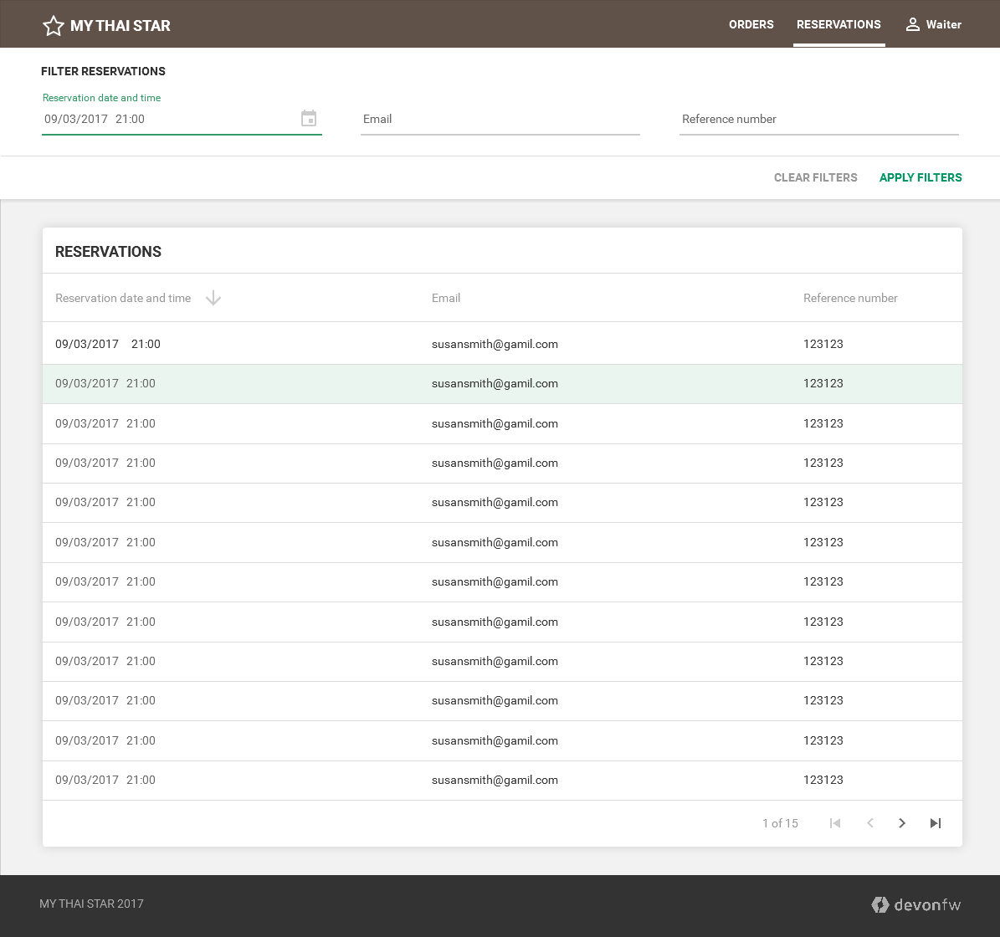 MY THAI STAR ORDERS RESERVATIONS Waiter
FILTER RESERVATIONS
Reservation date and time
09/03/2017 21:00 Email Reference number
CLEAR FILTERS APPLY FILTERS
RESERVATIONS
Reservation date and time Email Reference number
09/03/2017 21:00 susansmith@gamil.com 123123
09/03/2017 21:00 susansmith@gamil.com 123123
09/03/2017 21:00 susansmith@gamil.com 123123
09/03/2017 21:00 susansmith@gamil.com 123123
09/03/2017 21:00 susansmith@gamil.com 123123
09/03/2017 21:00 susansmith@gamil.com 123123
09/03/2017 21:00 susansmith@gamil.com 123123
09/03/2017 21:00 susansmith@gamil.com 123123
09/03/2017 21:00 susansmith@gamil.com 123123
09/03/2017 21:00 susansmith@gamil.com 123123
09/03/2017 21:00 susansmith@gamil.com 123123
09/03/2017 21:00 susansmith@gamil.com 123123
1 of 15
MY THAI STAR 2017 devonfw